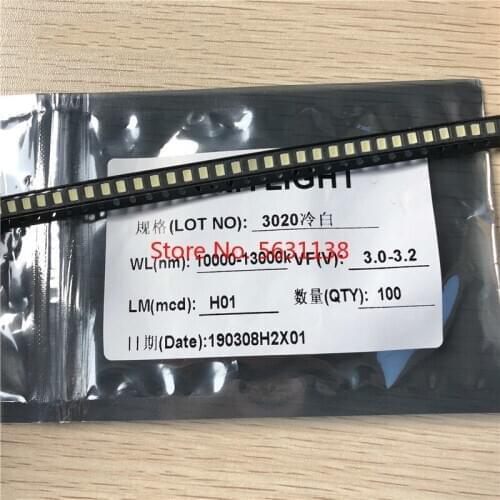 LIGHT
规格(LOT NO): 3020冷白
Store No. 5631138
WL(nm): 10000-13000k VF(V): 3.0-3.2
LM(mcd): H01 数量(QTY): 100
日期(Date):190308H2X01